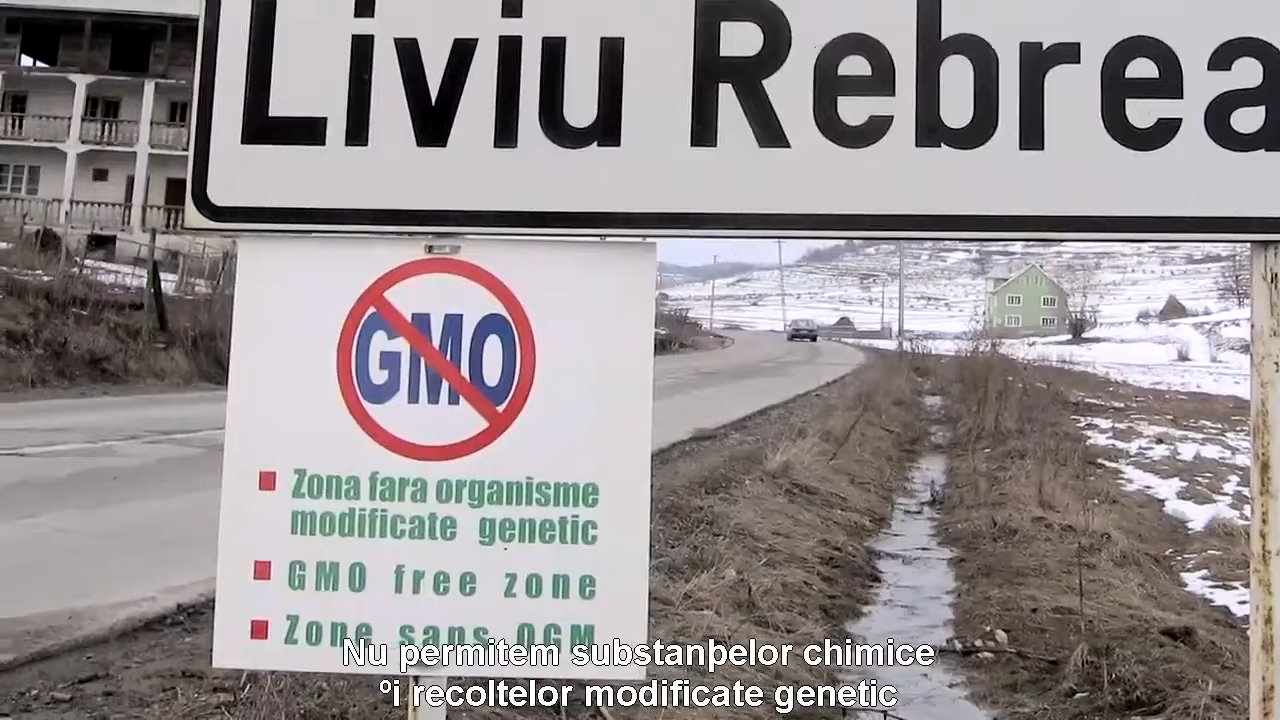 Liviu Rebrea
GMO
Zona fara organisme
modificate genetic
GMO free zone
Zone sans OGM
Nu permitem substanþelor chimice
ºi recoltelor modificate genetic